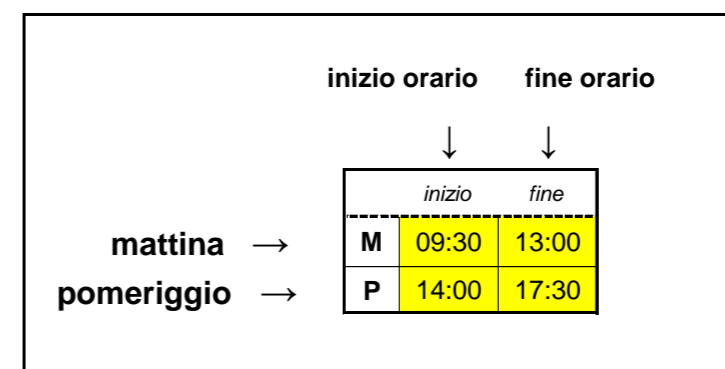 inizio orario fine orario
↓ ↓
inizio fine
mattina → M 09:30 13:00
pomeriggio → P 14:00 17:30